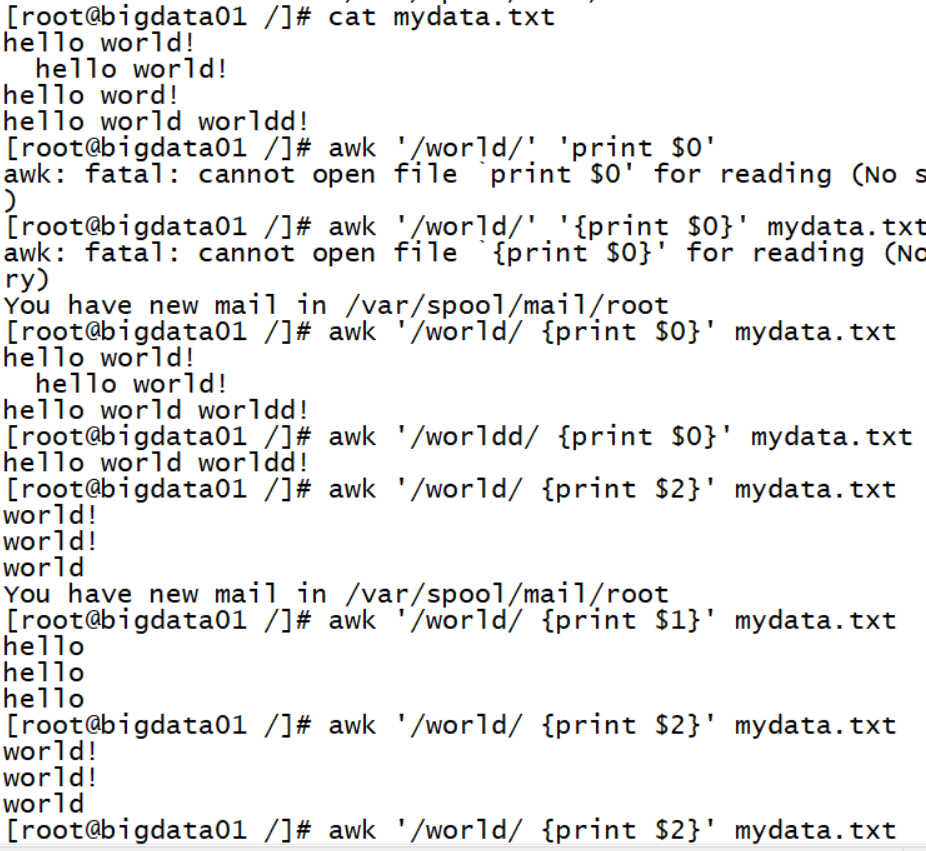 [root@bigdata01 /]# cat mydata.txt
hello world!
  hello world!
hello word!
hello world worldd!
[root@bigdata01 /]# awk '/world/' 'print $0'
awk: fatal: cannot open file `print $0' for reading (No s
)
[root@bigdata01 /]# awk '/world/' '{print $0}' mydata.txt
awk: fatal: cannot open file `{print $0}' for reading (No
ry)
You have new mail in /var/spool/mail/root
[root@bigdata01 /]# awk '/world/ {print $0}' mydata.txt
hello world!
  hello world!
hello world worldd!
[root@bigdata01 /]# awk '/worldd/ {print $0}' mydata.txt
hello world worldd!
[root@bigdata01 /]# awk '/world/ {print $2}' mydata.txt
world!
world!
world
You have new mail in /var/spool/mail/root
[root@bigdata01 /]# awk '/world/ {print $1}' mydata.txt
hello
hello
hello
[root@bigdata01 /]# awk '/world/ {print $2}' mydata.txt
world!
world!
world
[root@bigdata01 /]# awk '/world/ {print $2}' mydata.txt